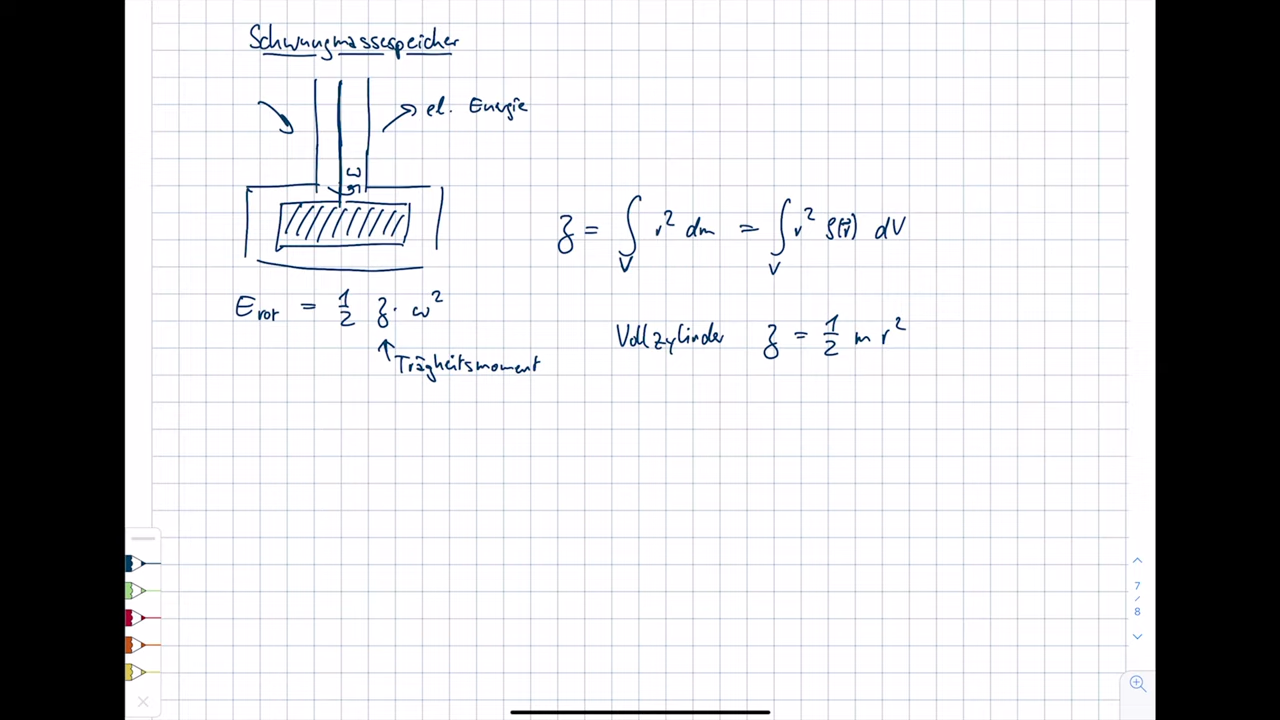 Schwungmassespeicher
el. Energie
ω
J = ∫_V r² dm = ∫_V r² ρ(r⃗) dV
E_rot = 1/2 J · ω²
Trägheitsmoment
Vollzylinder J = 1/2 m r²
7
/
8